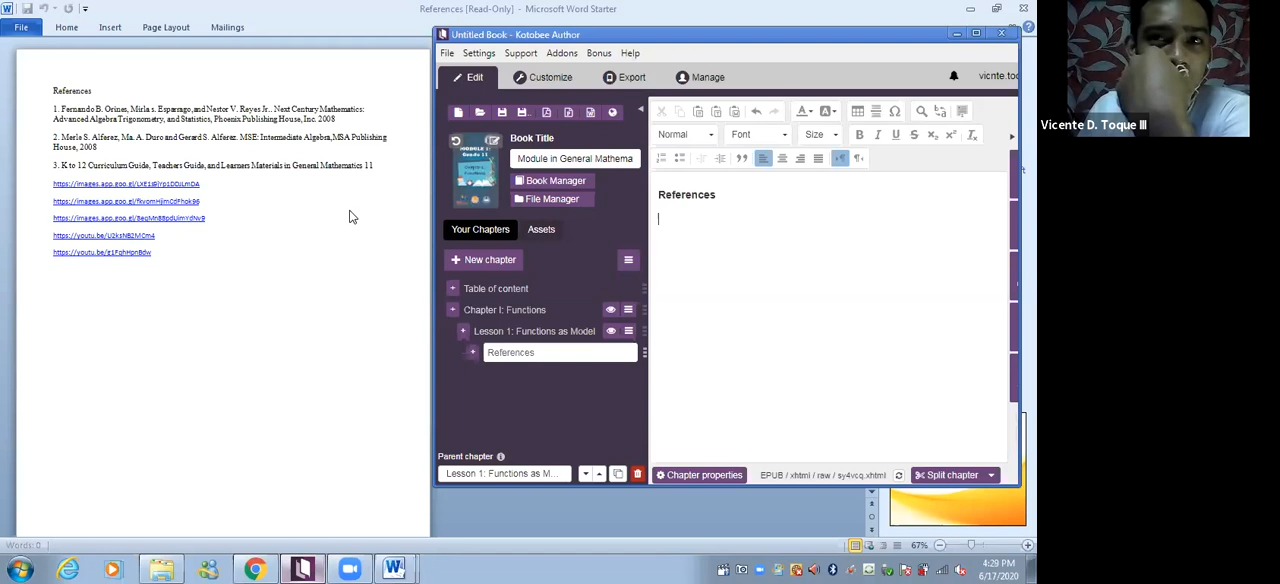 References [Read-Only] - Microsoft Word Starter
File Home Insert Page Layout Mailings
References
1. Fernando B. Orines, Mirla s. Esparrago, and Nestor V. Reyes Jr.. Next Century Mathematics:
Advanced Algebra Trigonometry, and Statistics, Phoenix Publishing House, Inc. 2008
2. Merle S. Alferez, Ma. A. Duro and Gerard S. Alferez. MSE: Intermediate Algebra,MSA Publishing
House, 2008
3. K to 12 Curriculum Guide, Teachers Guide, and Learners Materials in General Mathematics 11
Words: 0
Untitled Book - Kotobee Author
File Settings Support Addons Bonus Help
Edit Customize Export Manage
vicnte.too
Book Title
Module in General Mathema
Book Manager
File Manager
Your Chapters Assets
New chapter
Table of content
Chapter I: Functions
Lesson 1: Functions as Model
References
Parent chapter
Lesson 1: Functions as M...
Normal Font Size B I U S
References
Chapter properties EPUB / xhtml / raw / sy4vcq.xhtml Split chapter
Vicente D. Toque III
67%
4:29 PM
6/17/2020